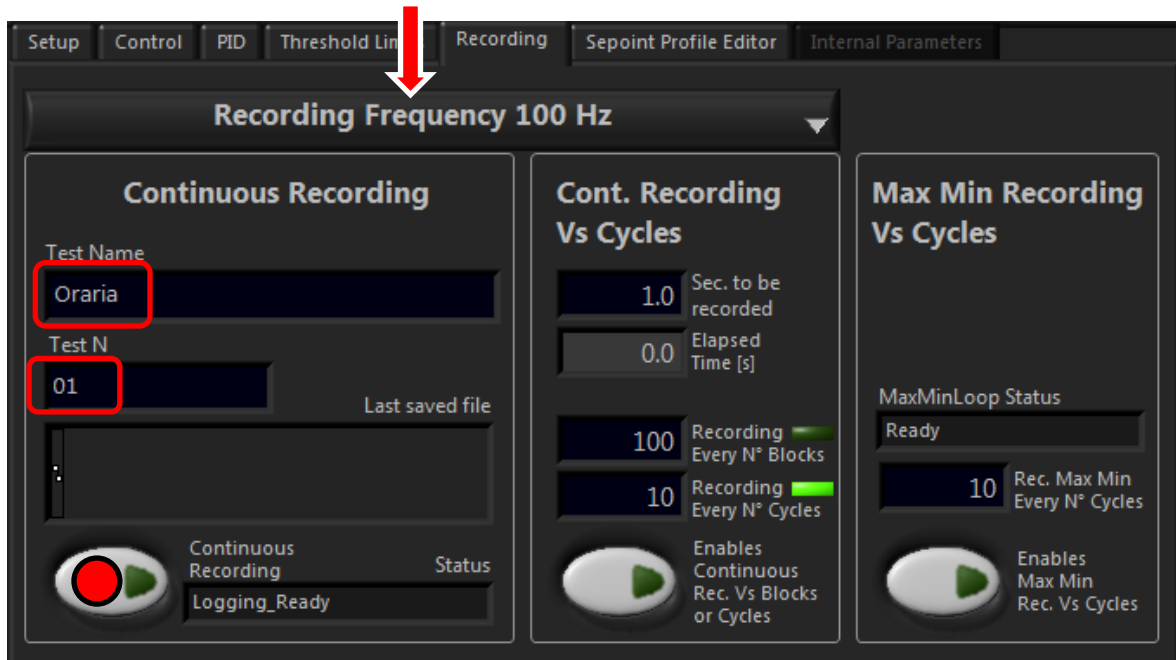 Setup Control PID Threshold Recording Sepoint Profile Editor Internal Parameters
Recording Frequency 100 Hz
Continuous Recording
Test Name
Oraria
Test N
01
Last saved file
Continuous
Recording
Status
Logging_Ready
Cont. Recording
Vs Cycles
1.0 Sec. to be
recorded
0.0 Elapsed
Time [s]
100 Recording
Every N° Blocks
10 Recording
Every N° Cycles
Enables
Continuous
Rec. Vs Blocks
or Cycles
Max Min Recording
Vs Cycles
MaxMinLoop Status
Ready
10 Rec. Max Min
Every N° Cycles
Enables
Max Min
Rec. Vs Cycles